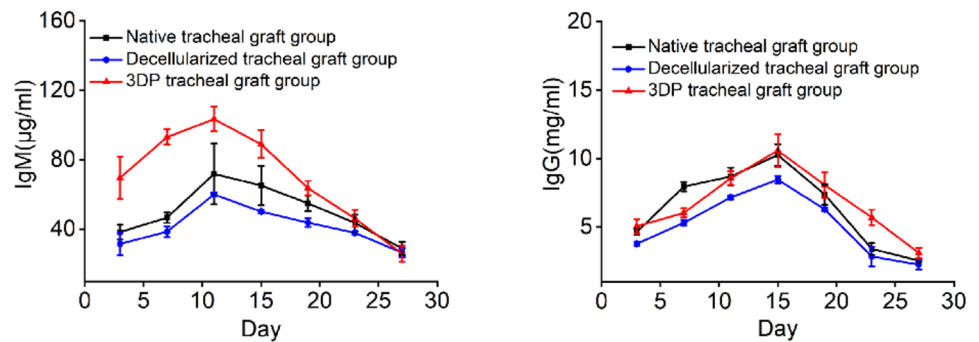 160
120
80
40
IgM(μg/ml)
Native tracheal graft group
Decellularized tracheal graft group
3DP tracheal graft group
0 5 10 15 20 25 30
Day
20
15
10
5
IgG(mg/ml)
Native tracheal graft group
Decellularized tracheal graft group
3DP tracheal graft group
0 5 10 15 20 25 30
Day